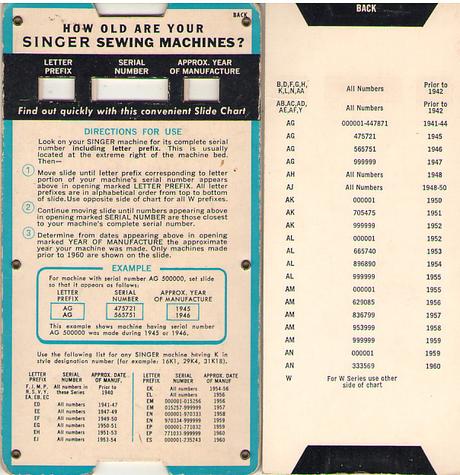 BACK
HOW OLD ARE YOUR
SINGER SEWING MACHINES?
LETTER PREFIX
SERIAL NUMBER
APPROX. YEAR OF MANUFACTURE
Find out quickly with this convenient Slide Chart
DIRECTIONS FOR USE
Look on your SINGER machine for its complete serial
number including letter prefix. This is usually
located at the extreme right of the machine bed.
Then—
1 Move slide until letter prefix corresponding to letter
portion of your machine's serial number appears
above in opening marked LETTER PREFIX. All letter
prefixes are in alphabetical order from top to bottom
of slide. Use opposite side of chart for all W prefixes.
2 Continue moving slide until numbers appearing above
in opening marked SERIAL NUMBER are those closest
to your machine's complete serial number.
3 Determine from dates appearing above in opening
marked YEAR OF MANUFACTURE the approximate
year your machine was made. Only machines made
prior to 1960 are shown on the slide.
EXAMPLE
For machine with serial number AG 500000, set slide
so that it appears as follows:
LETTER PREFIX
SERIAL NUMBER
APPROX. YEAR OF MANUFACTURE
AG 475721 1945
AG 565751 1946
This example shows machine having serial number
AG 500000 was made during 1945 or 1946.
Use the following list for any SINGER machine having K in
style designation number (for example: 16K1, 29K4, 31K18).
LETTER PREFIX
SERIAL NUMBER
APPROX. DATE OF MANUF.
F, J, M, P,
R, S, V, Y,
EA, EB, EC
All numbers in these Series
Prior to 1940
ED All numbers 1941-47
EE " " 1947-49
EF " " 1949-50
EG " " 1950-51
EH " " 1951-53
EJ " " 1953-54
LETTER PREFIX
SERIAL NUMBER
APPROX. DATE OF MANUF
EK All numbers 1954-56
EL All numbers 1956
EM 000001-015256 1956
EM 015257-999999 1957
EN 000001-970333 1958
EN 970334-999999 1959
EP 000001-771032 1959
EP 771033-999999 1960
ES 000001-235243 1960
BACK
B,D,F,G,H,
K,L,N,AA All Numbers Prior to 1942
AB,AC,AD,
AE,AF,AY All Numbers Prior to 1942
AG 000001-447871 1941-44
AG 475721 1945
AG 565751 1946
AG 999999 1947
AH All Numbers 1948
AJ All Numbers 1948-50
AK 000001 1950
AK 705475 1951
AK 999999 1952
AL 000001 1952
AL 665740 1953
AL 896890 1954
AL 999999 1955
AM 000001 1955
AM 629085 1956
AM 836799 1957
AM 953999 1958
AM 999999 1959
AN 000001 1959
AN 333569 1960
W For W Series use other
side of chart